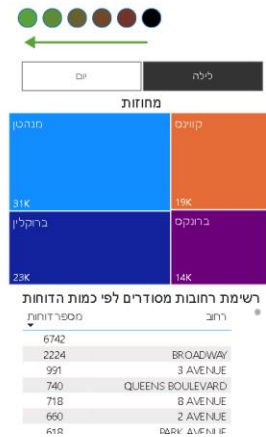 לילה יום
מחוזות
מנהטן קווינס
31K 19K
ברוקלין ברונקס
23K 14K
רשימת רחובות מסודרים לפי כמות הדוחות
רחוב מספר דוחות
6742
BROADWAY 2224
3 AVENUE 991
QUEENS BOULEVARD 740
8 AVENUE 718
2 AVENUE 660
PARK AVENUE 618